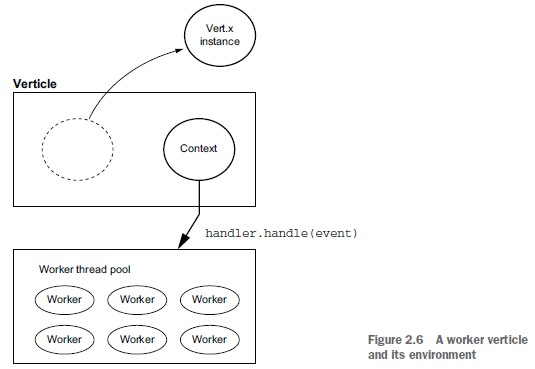 Vert.x
instance
Verticle
Context
handler.handle(event)
Worker thread pool
Worker Worker Worker
Worker Worker Worker
Figure 2.6 A worker verticle
and its environment